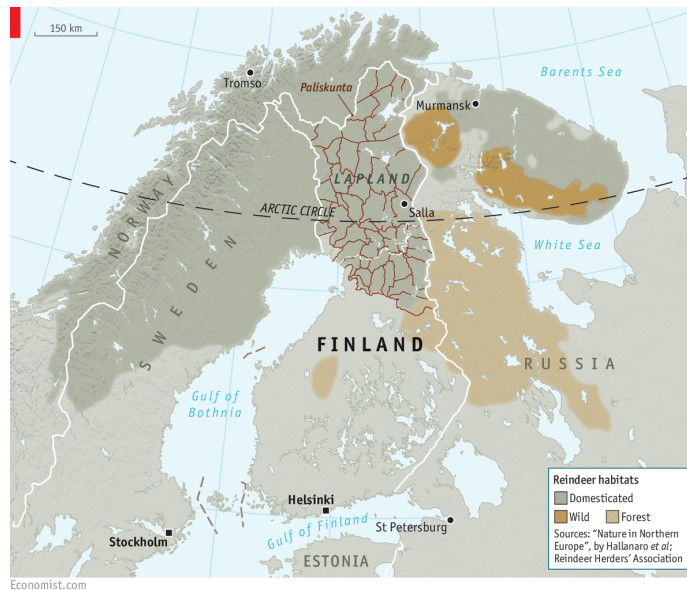 150 km
Barents Sea
Tromso
Paliskunta
Murmansk
LAPLAND
NORWAY
ARCTIC CIRCLE
Salla
White Sea
SWEDEN
FINLAND
RUSSIA
Gulf of
Bothnia
Helsinki
Gulf of Finland
St Petersburg
Stockholm
ESTONIA
Reindeer habitats
Domesticated
Wild
Forest
Sources: “Nature in Northern
Europe”, by Hallanaro et al;
Reindeer Herders’ Association
Economist.com